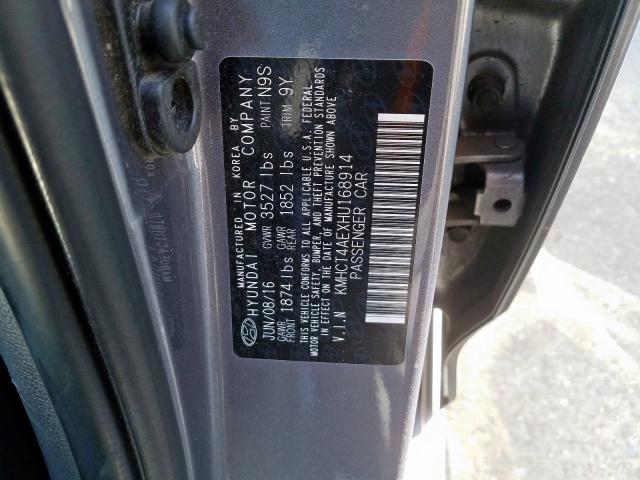 MANUFACTURED IN KOREA BY
HYUNDAI MOTOR COMPANY
JUN/08/16 GVWR 3527 lbs PAINT N9S
GAWR FRONT 1874 lbs GAWR REAR 1852 lbs TRIM 9Y
THIS VEHICLE CONFORMS TO ALL APPLICABLE U.S.A. FEDERAL
MOTOR VEHICLE SAFETY, BUMPER, AND THEFT PREVENTION STANDARDS
IN EFFECT ON THE DATE OF MANUFACTURE SHOWN ABOVE
V.I.N KMHCT4AEXHU168914
PASSENGER CAR